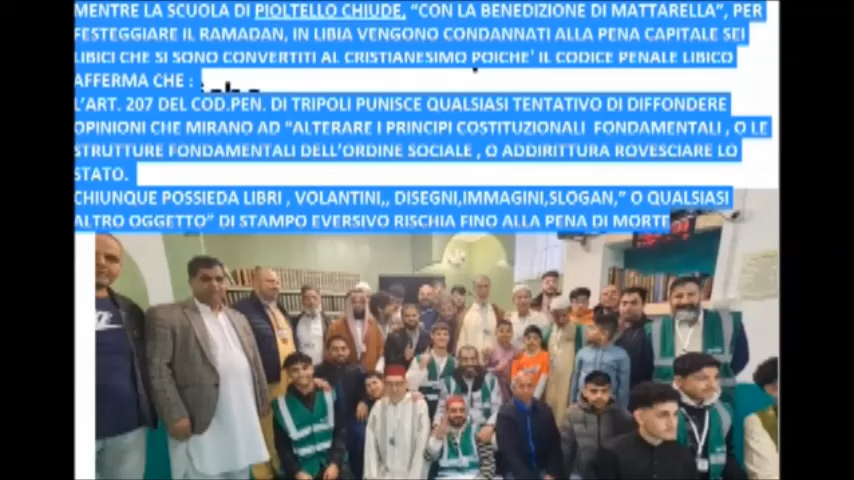 MENTRE LA SCUOLA DI PIOLTELLO CHIUDE, "CON LA BENEDIZIONE DI MATTARELLA", PER
FESTEGGIARE IL RAMADAN, IN LIBIA VENGONO CONDANNATI ALLA PENA CAPITALE SEI
LIBICI CHE SI SONO CONVERTITI AL CRISTIANESIMO POICHE' IL CODICE PENALE LIBICO
AFFERMA CHE :
L'ART. 207 DEL COD.PEN. DI TRIPOLI PUNISCE QUALSIASI TENTATIVO DI DIFFONDERE
OPINIONI CHE MIRANO AD "ALTERARE I PRINCIPI COSTITUZIONALI FONDAMENTALI , O LE
STRUTTURE FONDAMENTALI DELL'ORDINE SOCIALE , O ADDIRITTURA ROVESCIARE LO
STATO.
CHIUNQUE POSSIEDA LIBRI , VOLANTINI,, DISEGNI,IMMAGINI,SLOGAN," O QUALSIASI
ALTRO OGGETTO" DI STAMPO EVERSIVO RISCHIA FINO ALLA PENA DI MORTE